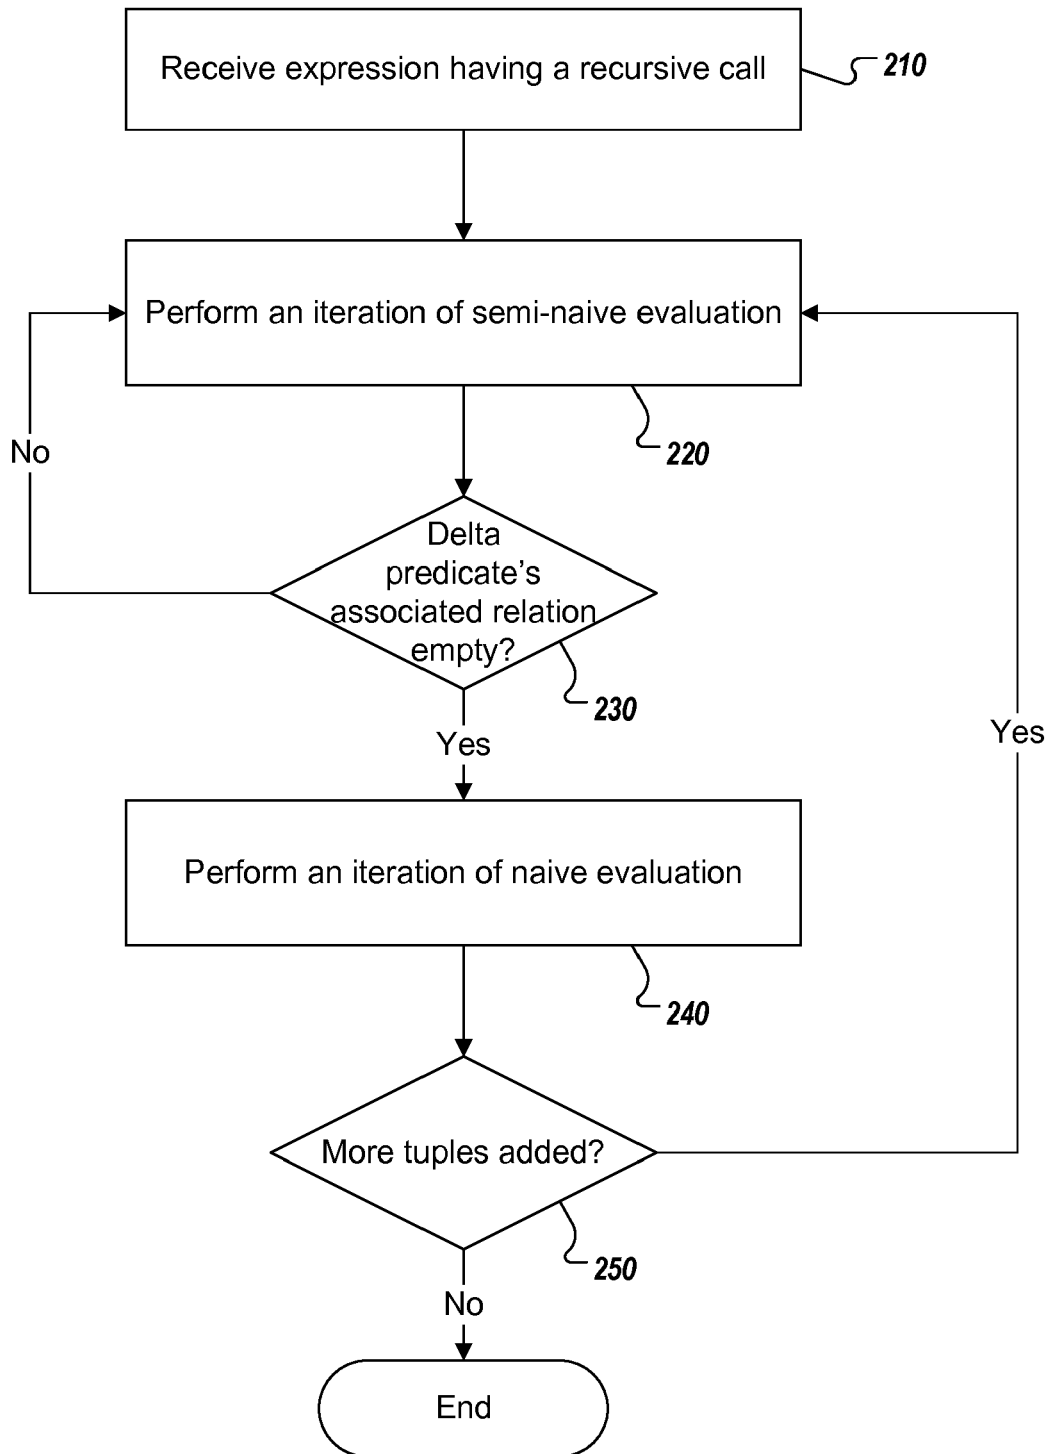 Receive expression having a recursive call
210
Perform an iteration of semi-naive evaluation
220
No
Delta
predicate's
associated relation
empty?
230
Yes
Yes
Perform an iteration of naive evaluation
240
More tuples added?
250
No
End